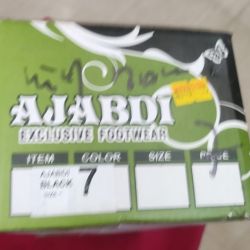 AJABDI
EXCLUSIVE FOOTWEAR
ITEM COLOR SIZE PRICE
AJABDI
BLACK
7